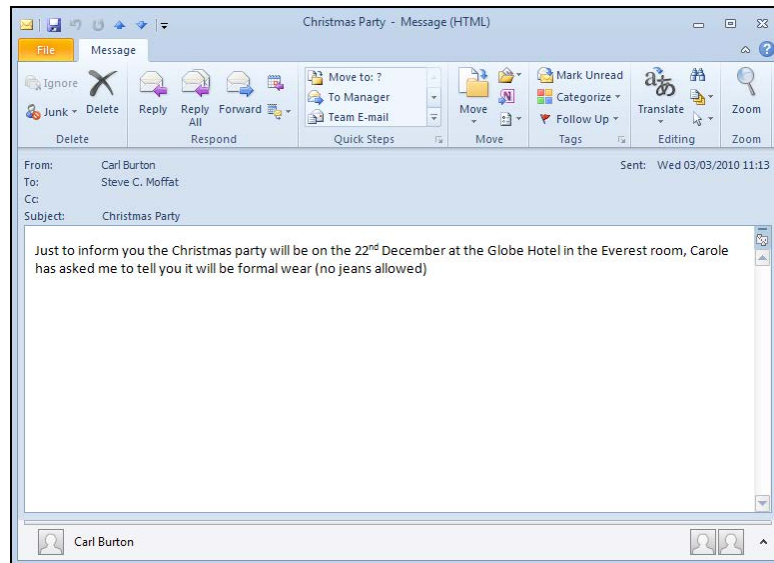 Christmas Party - Message (HTML)
File Message
Ignore
Junk
Delete
Reply
Reply All
Forward
Move to: ?
To Manager
Team E-mail
Move
Mark Unread
Categorize
Follow Up
Translate
Zoom
Delete
Respond
Quick Steps
Move
Tags
Editing
Zoom
From: Carl Burton
Sent: Wed 03/03/2010 11:13
To: Steve C. Moffat
Cc:
Subject: Christmas Party
Just to inform you the Christmas party will be on the 22nd December at the Globe Hotel in the Everest room, Carole
has asked me to tell you it will be formal wear (no jeans allowed)
Carl Burton